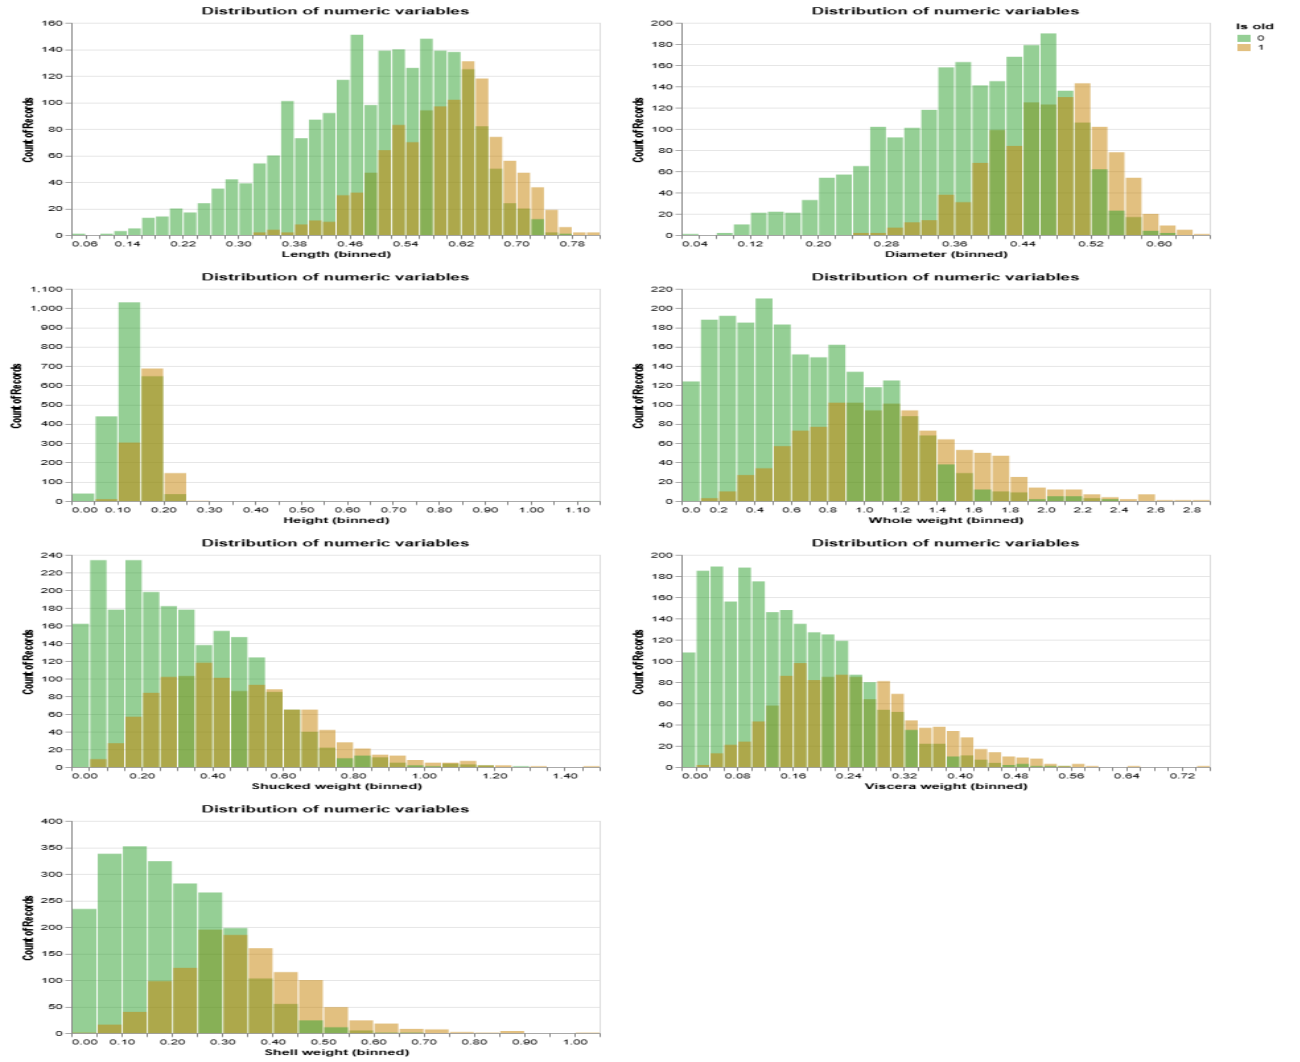 Distribution of numeric variables
160
140
120
100
80
60
40
20
0
Count of Records
0.06 0.14 0.22 0.30 0.38 0.46 0.54 0.62 0.70 0.78
Length (binned)
Distribution of numeric variables
200
180
160
140
120
100
80
60
40
20
0
Count of Records
0.04 0.12 0.20 0.28 0.36 0.44 0.52 0.60
Diameter (binned)
Is old
0
1
Distribution of numeric variables
1,100
1,000
900
800
700
600
500
400
300
200
100
0
Count of Records
0.00 0.10 0.20 0.30 0.40 0.50 0.60 0.70 0.80 0.90 1.00 1.10
Height (binned)
Distribution of numeric variables
220
200
180
160
140
120
100
80
60
40
20
0
Count of Records
0.0 0.2 0.4 0.6 0.8 1.0 1.2 1.4 1.6 1.8 2.0 2.2 2.4 2.6 2.8
Whole weight (binned)
Distribution of numeric variables
240
220
200
180
160
140
120
100
80
60
40
20
0
Count of Records
0.00 0.20 0.40 0.60 0.80 1.00 1.20 1.40
Shucked weight (binned)
Distribution of numeric variables
200
180
160
140
120
100
80
60
40
20
0
Count of Records
0.00 0.08 0.16 0.24 0.32 0.40 0.48 0.56 0.64 0.72
Viscera weight (binned)
Distribution of numeric variables
400
350
300
250
200
150
100
50
0
Count of Records
0.00 0.10 0.20 0.30 0.40 0.50 0.60 0.70 0.80 0.90 1.00
Shell weight (binned)